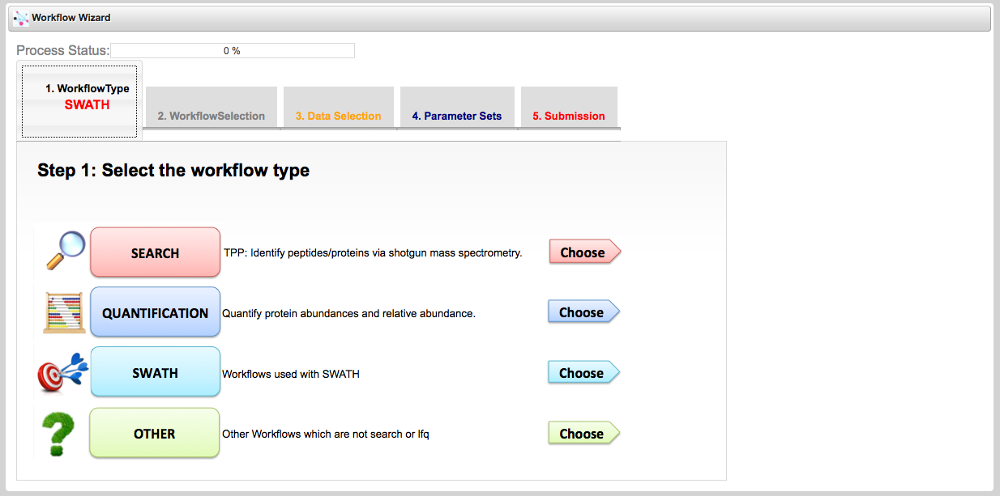 Workflow Wizard
Process Status: 0 %
1. WorkflowType
SWATH
2. WorkflowSelection
3. Data Selection
4. Parameter Sets
5. Submission
Step 1: Select the workflow type
SEARCH TPP: Identify peptides/proteins via shotgun mass spectrometry. Choose
QUANTIFICATION Quantify protein abundances and relative abundance. Choose
SWATH Workflows used with SWATH Choose
OTHER Other Workflows which are not search or lfq Choose